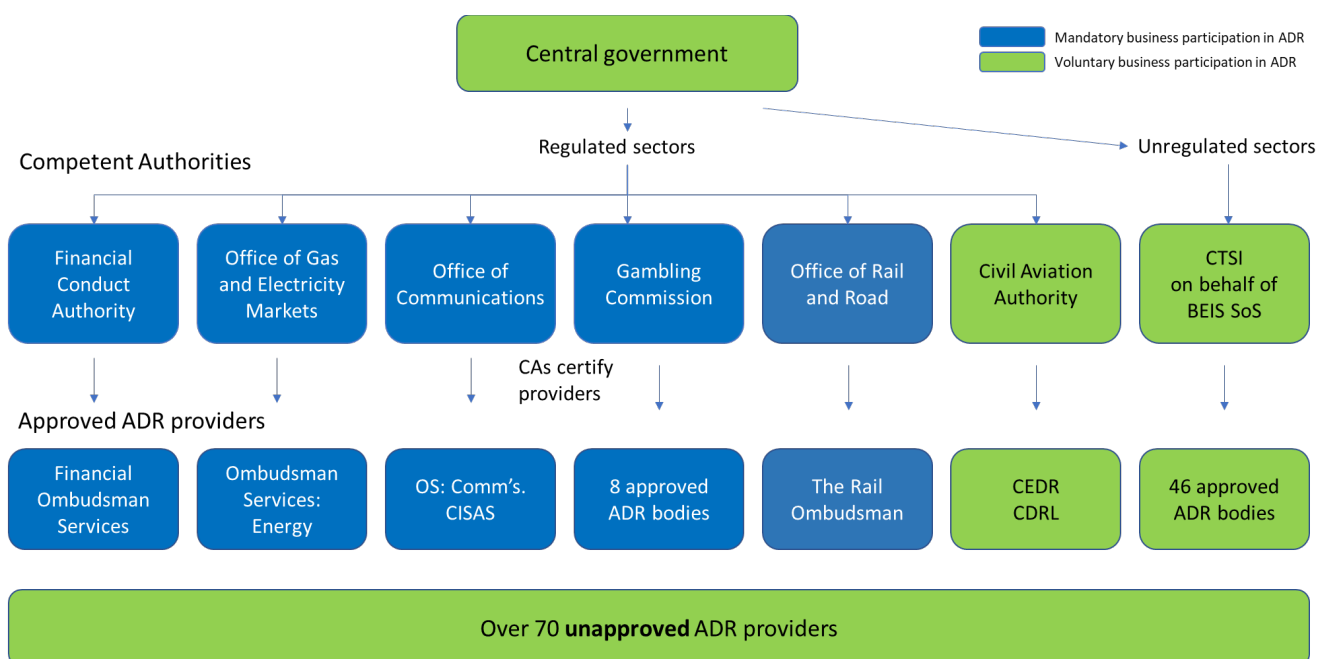 Central government
Mandatory business participation in ADR
Voluntary business participation in ADR
Regulated sectors
Unregulated sectors
Competent Authorities
Financial
Conduct
Authority
Office of Gas
and Electricity
Markets
Office of
Communications
Gambling
Commission
Office of Rail
and Road
Civil Aviation
Authority
CTSI
on behalf of
BEIS SoS
CAs certify
providers
Approved ADR providers
Financial
Ombudsman
Services
Ombudsman
Services:
Energy
OS: Comm's.
CISAS
8 approved
ADR bodies
The Rail
Ombudsman
CEDR
CDRL
46 approved
ADR bodies
Over 70 unapproved ADR providers